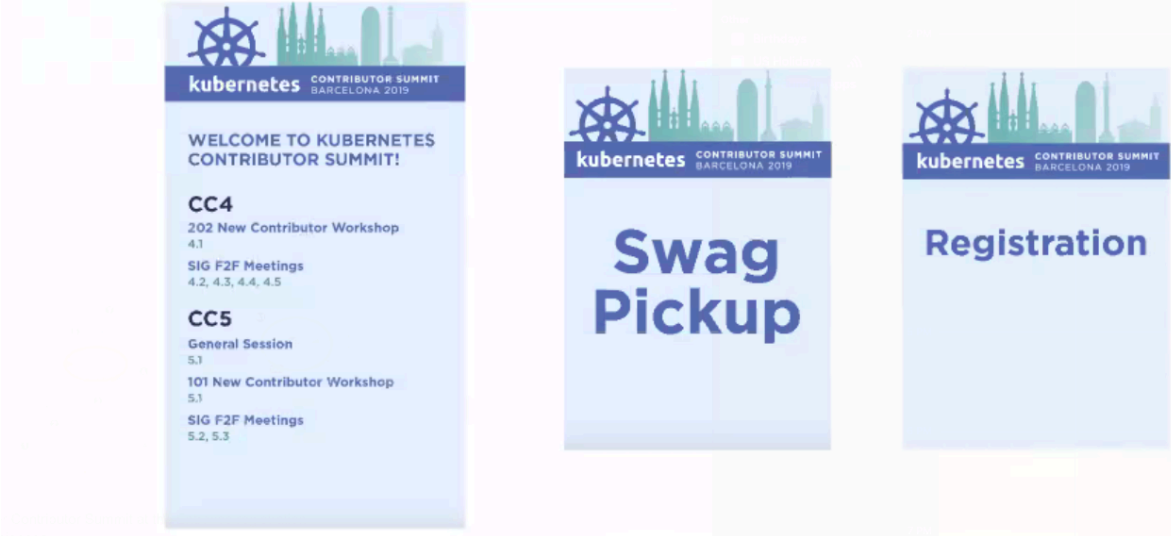 kubernetes CONTRIBUTOR SUMMIT
BARCELONA 2019
WELCOME TO KUBERNETES
CONTRIBUTOR SUMMIT!
CC4
202 New Contributor Workshop
4.1
SIG F2F Meetings
4.2, 4.3, 4.4, 4.5
CC5
General Session
5.1
101 New Contributor Workshop
5.1
SIG F2F Meetings
5.2, 5.3
kubernetes CONTRIBUTOR SUMMIT
BARCELONA 2019
Swag
Pickup
kubernetes CONTRIBUTOR SUMMIT
BARCELONA 2019
Registration